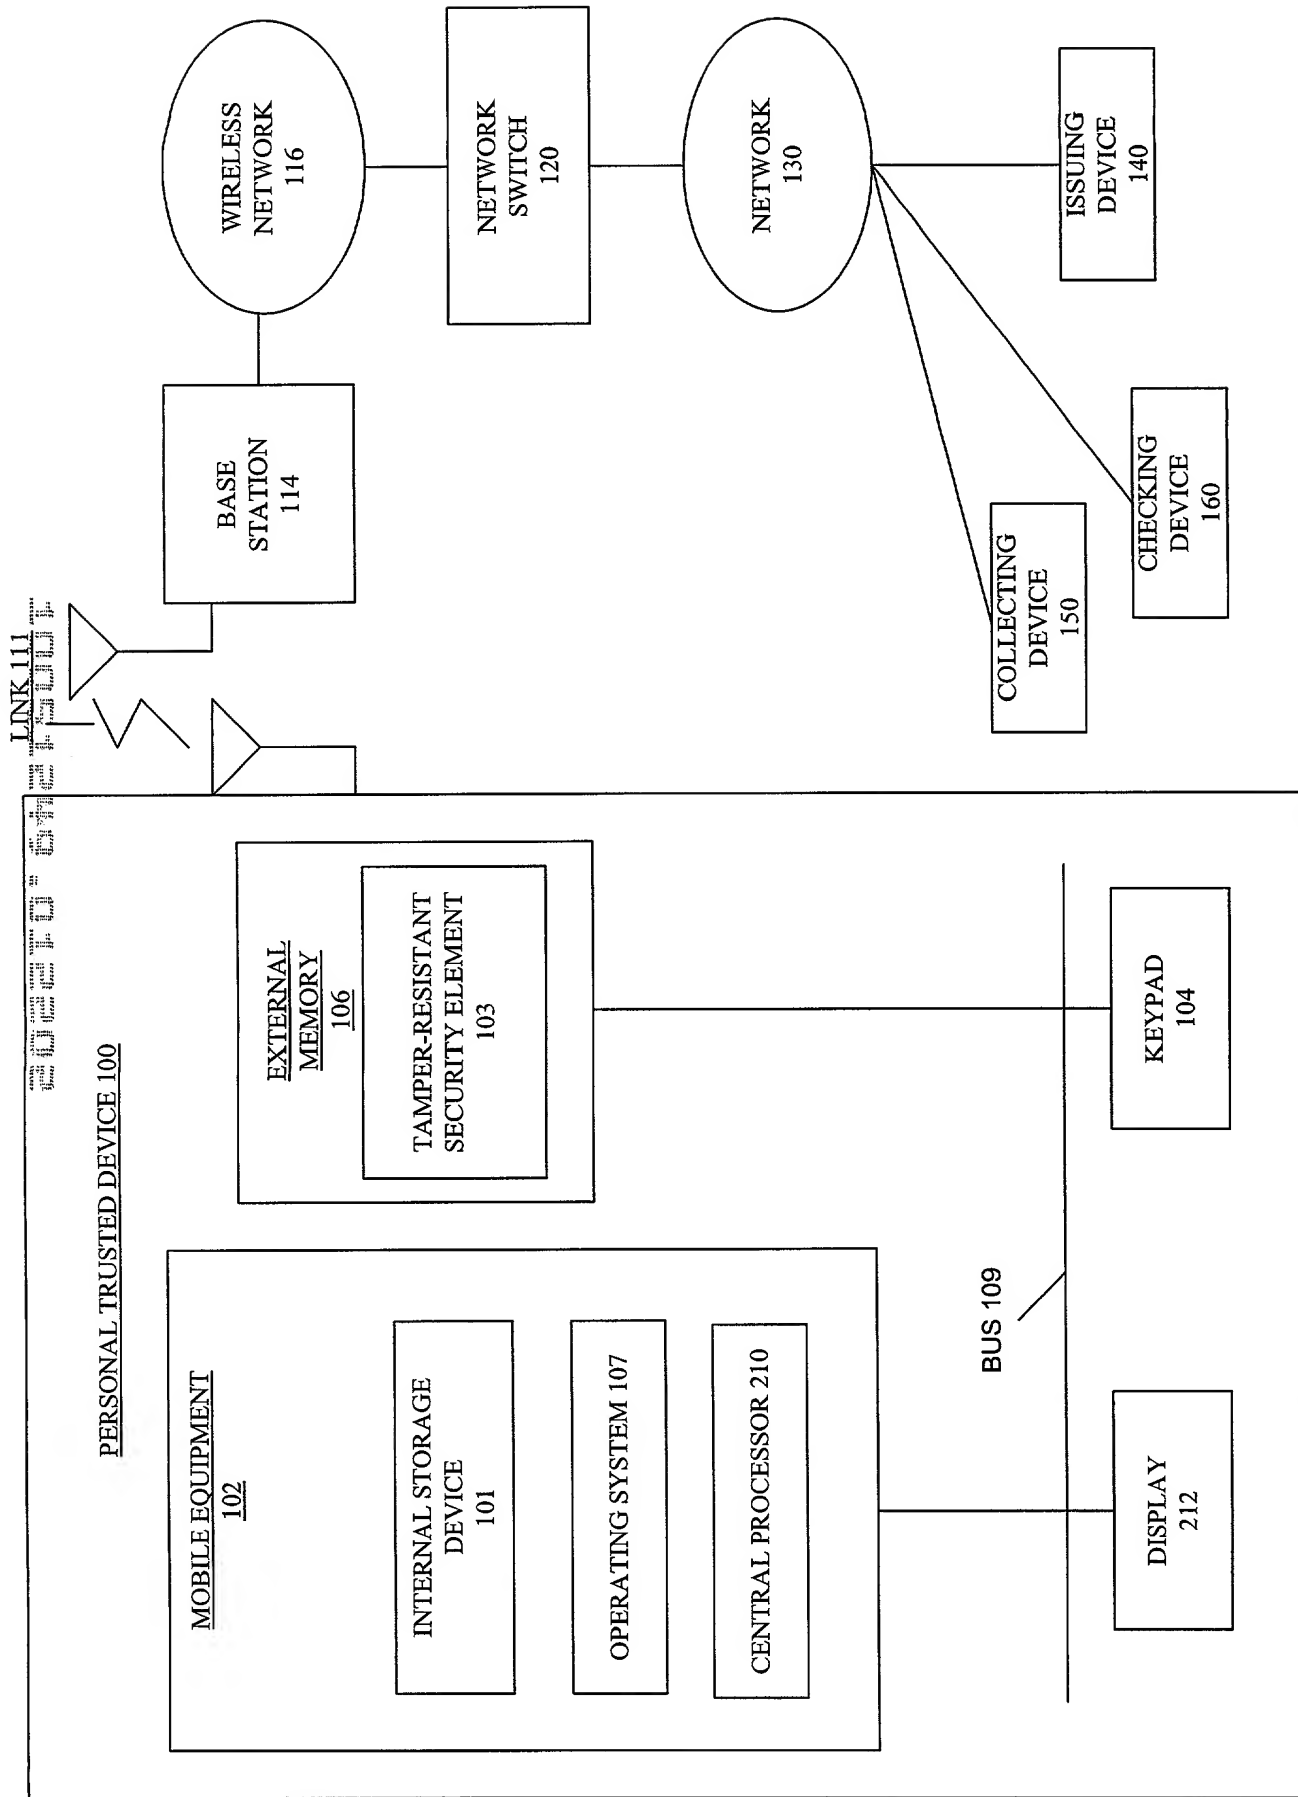 PERSONAL TRUSTED DEVICE 100
MOBILE EQUIPMENT
102
INTERNAL STORAGE
DEVICE
101
OPERATING SYSTEM 107
CENTRAL PROCESSOR 210
EXTERNAL
MEMORY
106
TAMPER-RESISTANT
SECURITY ELEMENT
103
BUS 109
DISPLAY
212
KEYPAD
104
LINK 111
BASE
STATION
114
WIRELESS
NETWORK
116
NETWORK
SWITCH
120
NETWORK
130
COLLECTING
DEVICE
150
CHECKING
DEVICE
160
ISSUING
DEVICE
140